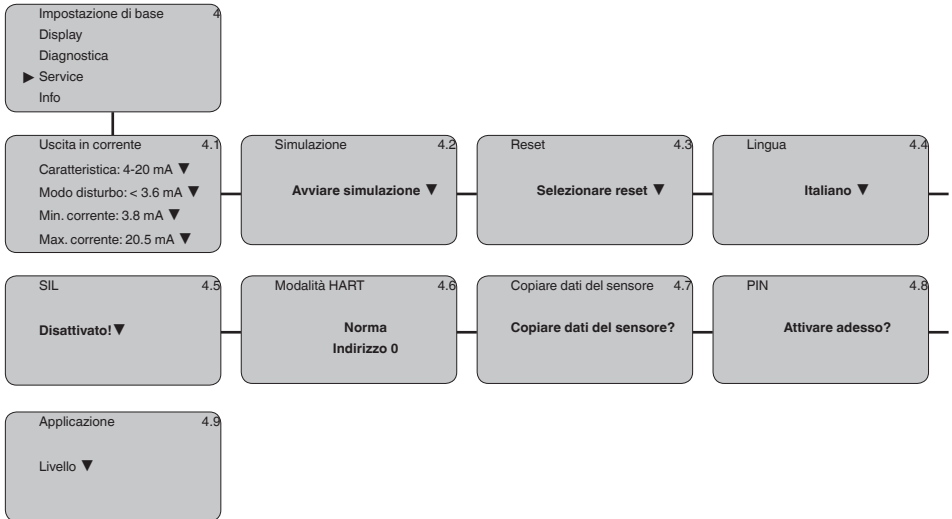 Impostazione di base 4
Display
Diagnostica
▶ Service
Info
Uscita in corrente 4.1
Caratteristica: 4-20 mA ▼
Modo disturbo: < 3.6 mA ▼
Min. corrente: 3.8 mA ▼
Max. corrente: 20.5 mA ▼
Simulazione 4.2
Avviare simulazione ▼
Reset 4.3
Selezionare reset ▼
Lingua 4.4
Italiano ▼
SIL 4.5
Disattivato! ▼
Modalità HART 4.6
Norma
Indirizzo 0
Copiare dati del sensore 4.7
Copiare dati del sensore?
PIN 4.8
Attivare adesso?
Applicazione 4.9
Livello ▼